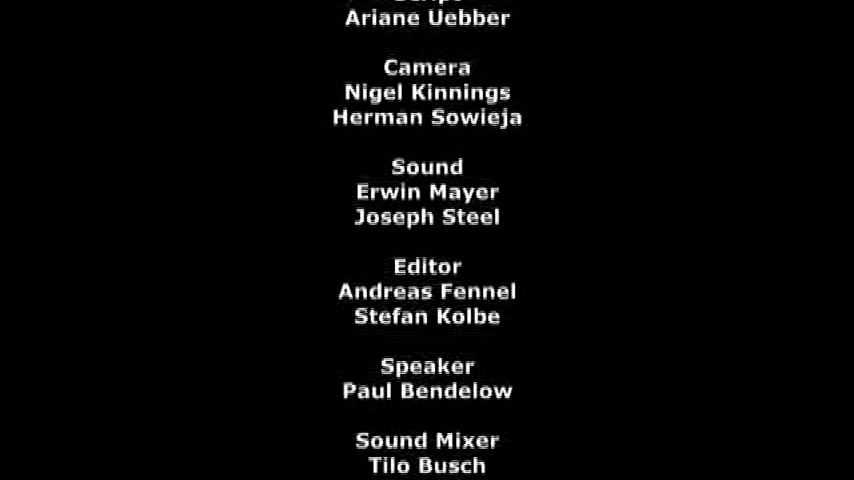 Script
Ariane Uebber
Camera
Nigel Kinnings
Herman Sowieja
Sound
Erwin Mayer
Joseph Steel
Editor
Andreas Fennel
Stefan Kolbe
Speaker
Paul Bendelow
Sound Mixer
Tilo Busch